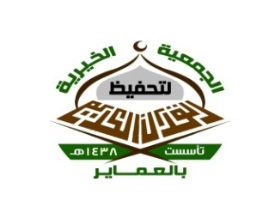 الجمعية الخيرية
لتحفيظ
القرآن الكريم
تأسست ١٤٣٨هـ
بالعماير